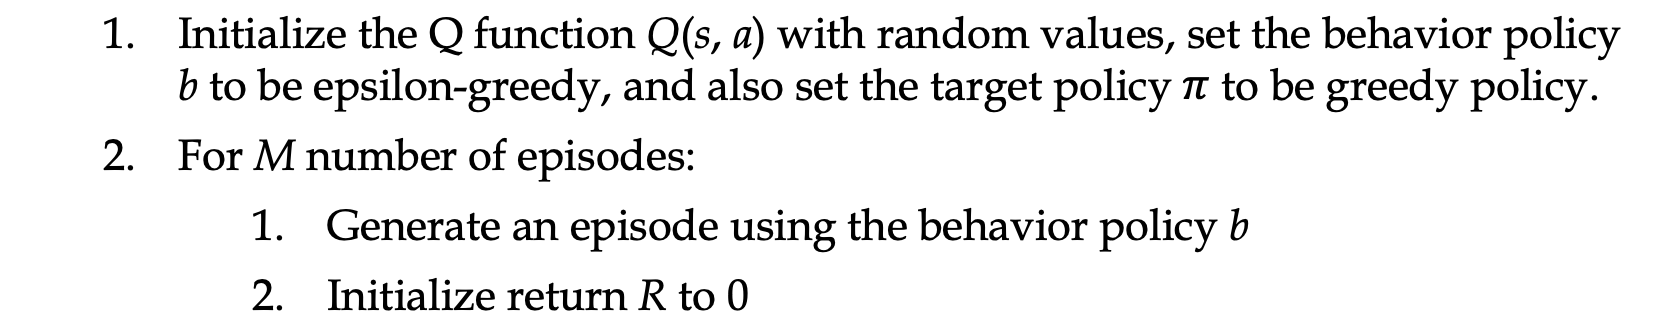 1. Initialize the Q function Q(s, a) with random values, set the behavior policy
b to be epsilon-greedy, and also set the target policy π to be greedy policy.
2. For M number of episodes:
1. Generate an episode using the behavior policy b
2. Initialize return R to 0